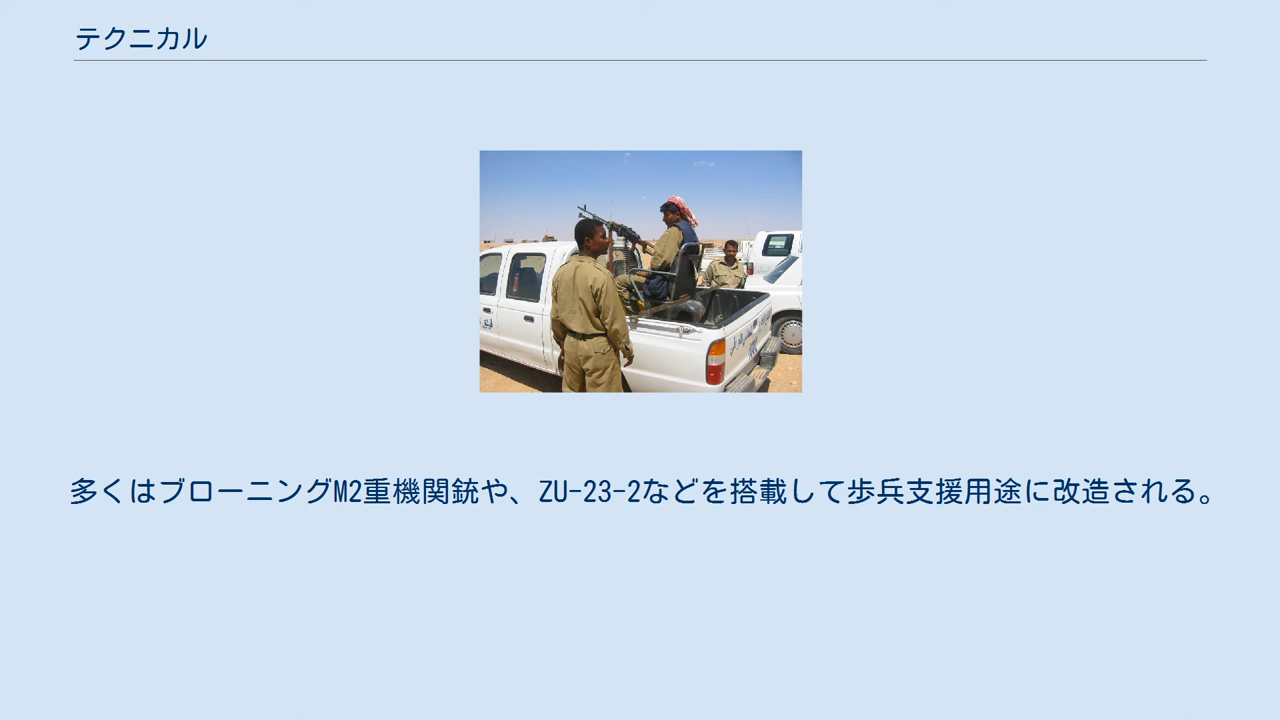 テクニカル
多くはブローニングM2重機関銃や、ZU-23-2などを搭載して歩兵支援用途に改造される。